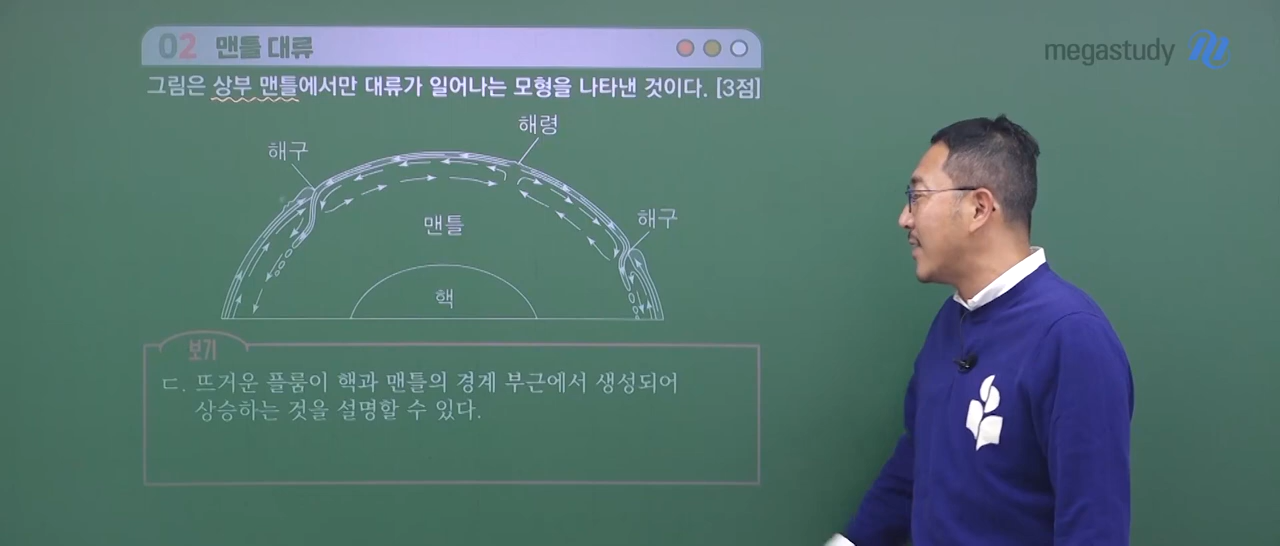 02 맨틀 대류
megastudy
그림은 상부 맨틀에서만 대류가 일어나는 모형을 나타낸 것이다. [3점]
해령
해구
해구
맨틀
핵
보기
ㄷ. 뜨거운 플룸이 핵과 맨틀의 경계 부근에서 생성되어
상승하는 것을 설명할 수 있다.